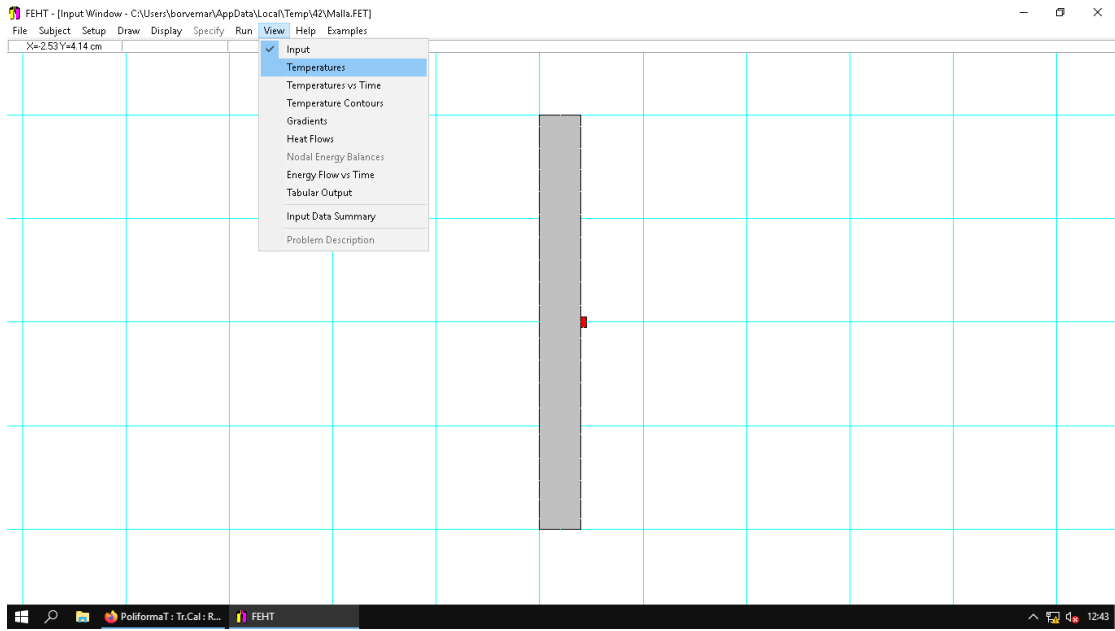 FEHT - [Input Window - C:\Users\borvemar\AppData\Local\Temp\42\Malla.FET]
File Subject Setup Draw Display Specify Run View Help Examples
X=-2.53 Y=4.14 cm
Input
Temperatures
Temperatures vs Time
Temperature Contours
Gradients
Heat Flows
Nodal Energy Balances
Energy Flow vs Time
Tabular Output
Input Data Summary
Problem Description
PoliformaT : Tr.Cal : R... FEHT 12:43